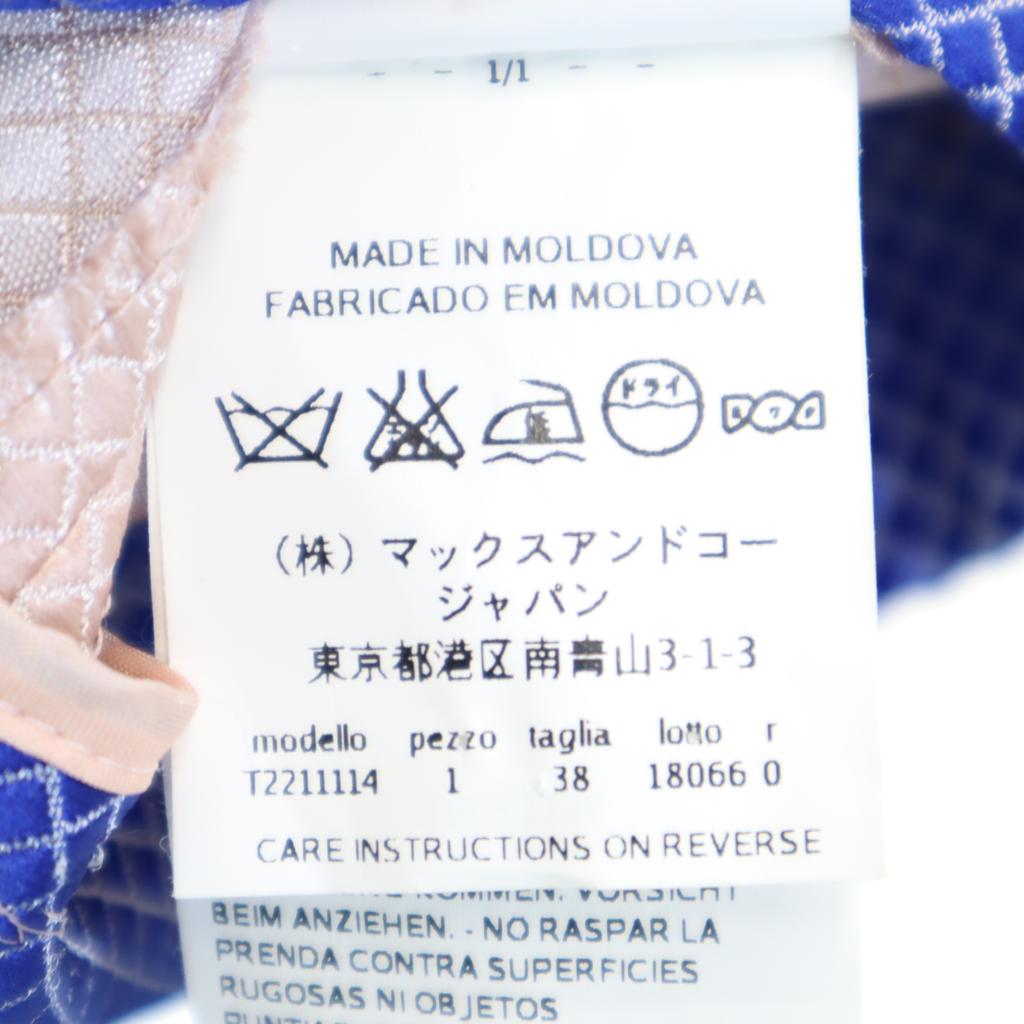 - - 1/1 - -
MADE IN MOLDOVA
FABRICADO EM MOLDOVA
ドライ
(株) マックスアンドコー
ジャパン
東京都港区南青山3-1-3
modello pezzo taglia lotto r
T2211114 1 38 18066 0
CARE INSTRUCTIONS ON REVERSE
KOMMEN. VORSICHT
BEIM ANZIEHEN. - NO RASPAR LA
PRENDA CONTRA SUPERFICIES
RUGOSAS NI OBJETOS